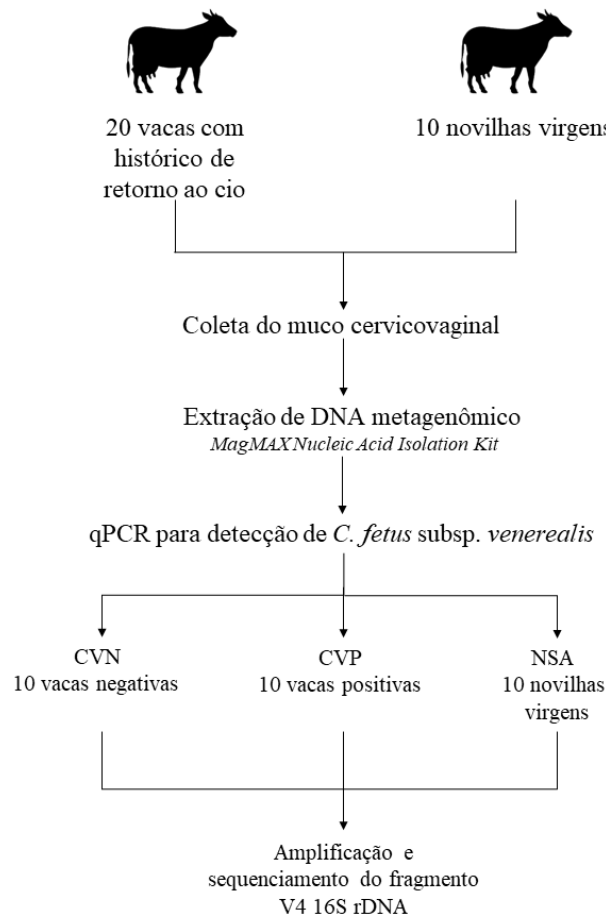 20 vacas com
histórico de
retorno ao cio
10 novilhas virgens
Coleta do muco cervicovaginal
Extração de DNA metagenômico
MagMAX Nucleic Acid Isolation Kit
qPCR para detecção de C. fetus subsp. venerealis
CVN
10 vacas negativas
CVP
10 vacas positivas
NSA
10 novilhas
virgens
Amplificação e
sequenciamento do fragmento
V4 16S rDNA